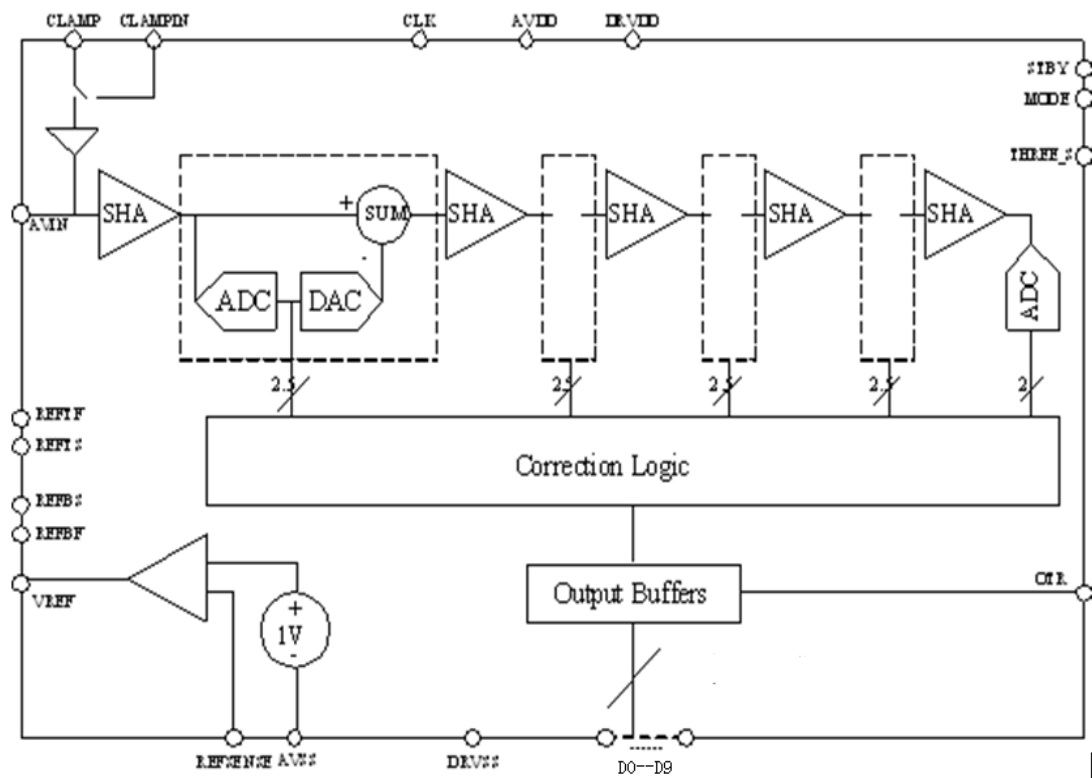 CLAMP CLAMPIN CLK AVDD DRVDD
STBY
MODE
THREE_S
AVIN
SHA
+
SUM
-
SHA
SHA
SHA
SHA
ADC
DAC
ADC
2.5
2.5
2.5
2.5
2
REFTF
REFTS
REFBS
REFBF
VREF
Correction Logic
Output Buffers
OTR
+
1V
-
REFSENSE
AVSS
DRVSS
D0--D9